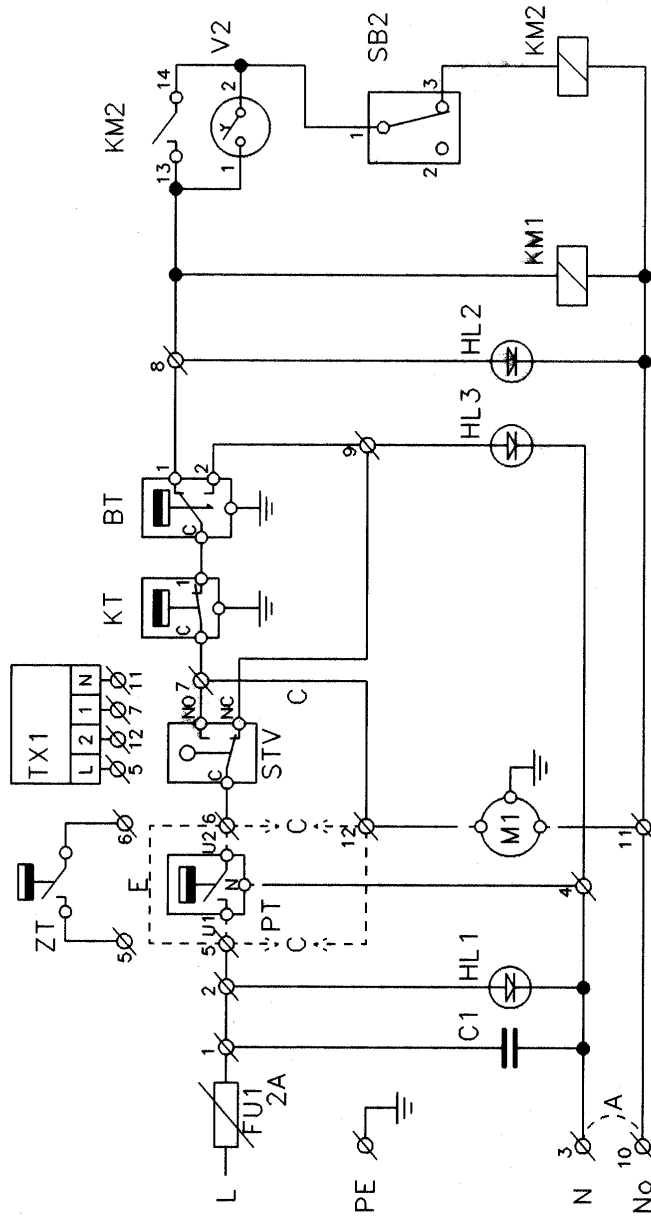 TX1
L 2 1 N
5 12 7 11
ZT
5 6
KM2
13 14
V2
1 2
SB2
1
2 3
KM2
KM1
8
HL2
HL3
9
BT
C 1
2
KT
C 1
NO 7
NC
C
STV
C
E
U2 6
U1 5
N
PT
C
C
12
M1
11
4
2
1
HL1
C1
FU1
2A
L
PE
N 3
A
No 10